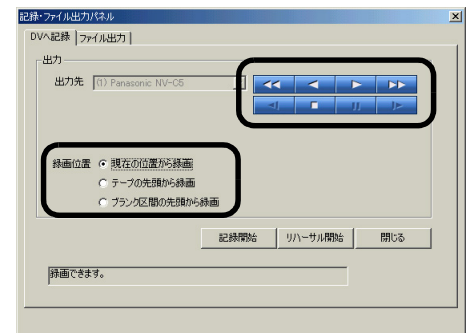 記録・ファイル出力パネル
DVへ記録 ファイル出力
出力
出力先 (1) Panasonic NV-C5
録画位置 現在の位置から録画
テープの先頭から録画
ブランク区間の先頭から録画
記録開始 リハーサル開始 閉じる
録画できます。